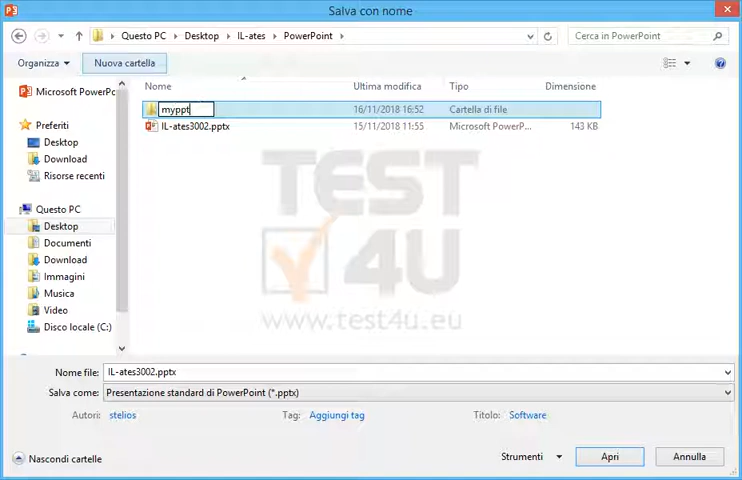 Salva con nome
Questo PC Desktop IL-ates PowerPoint Cerca in PowerPoint
Organizza Nuova cartella
Nome Ultima modifica Tipo Dimensione
Microsoft PowerPo
myppt 16/11/2018 16:52 Cartella di file
IL-ates3002.pptx 15/11/2018 11:55 Microsoft PowerP... 143 KB
Preferiti
Desktop
Download
Risorse recenti
Questo PC
Desktop
Documenti
Download
Immagini
Musica
Video
Disco locale (C:)
TEST
4U
www.test4u.eu
Nome file: IL-ates3002.pptx
Salva come: Presentazione standard di PowerPoint (*.pptx)
Autori: stelios Tag: Aggiungi tag Titolo: Software
Nascondi cartelle Strumenti Apri Annulla